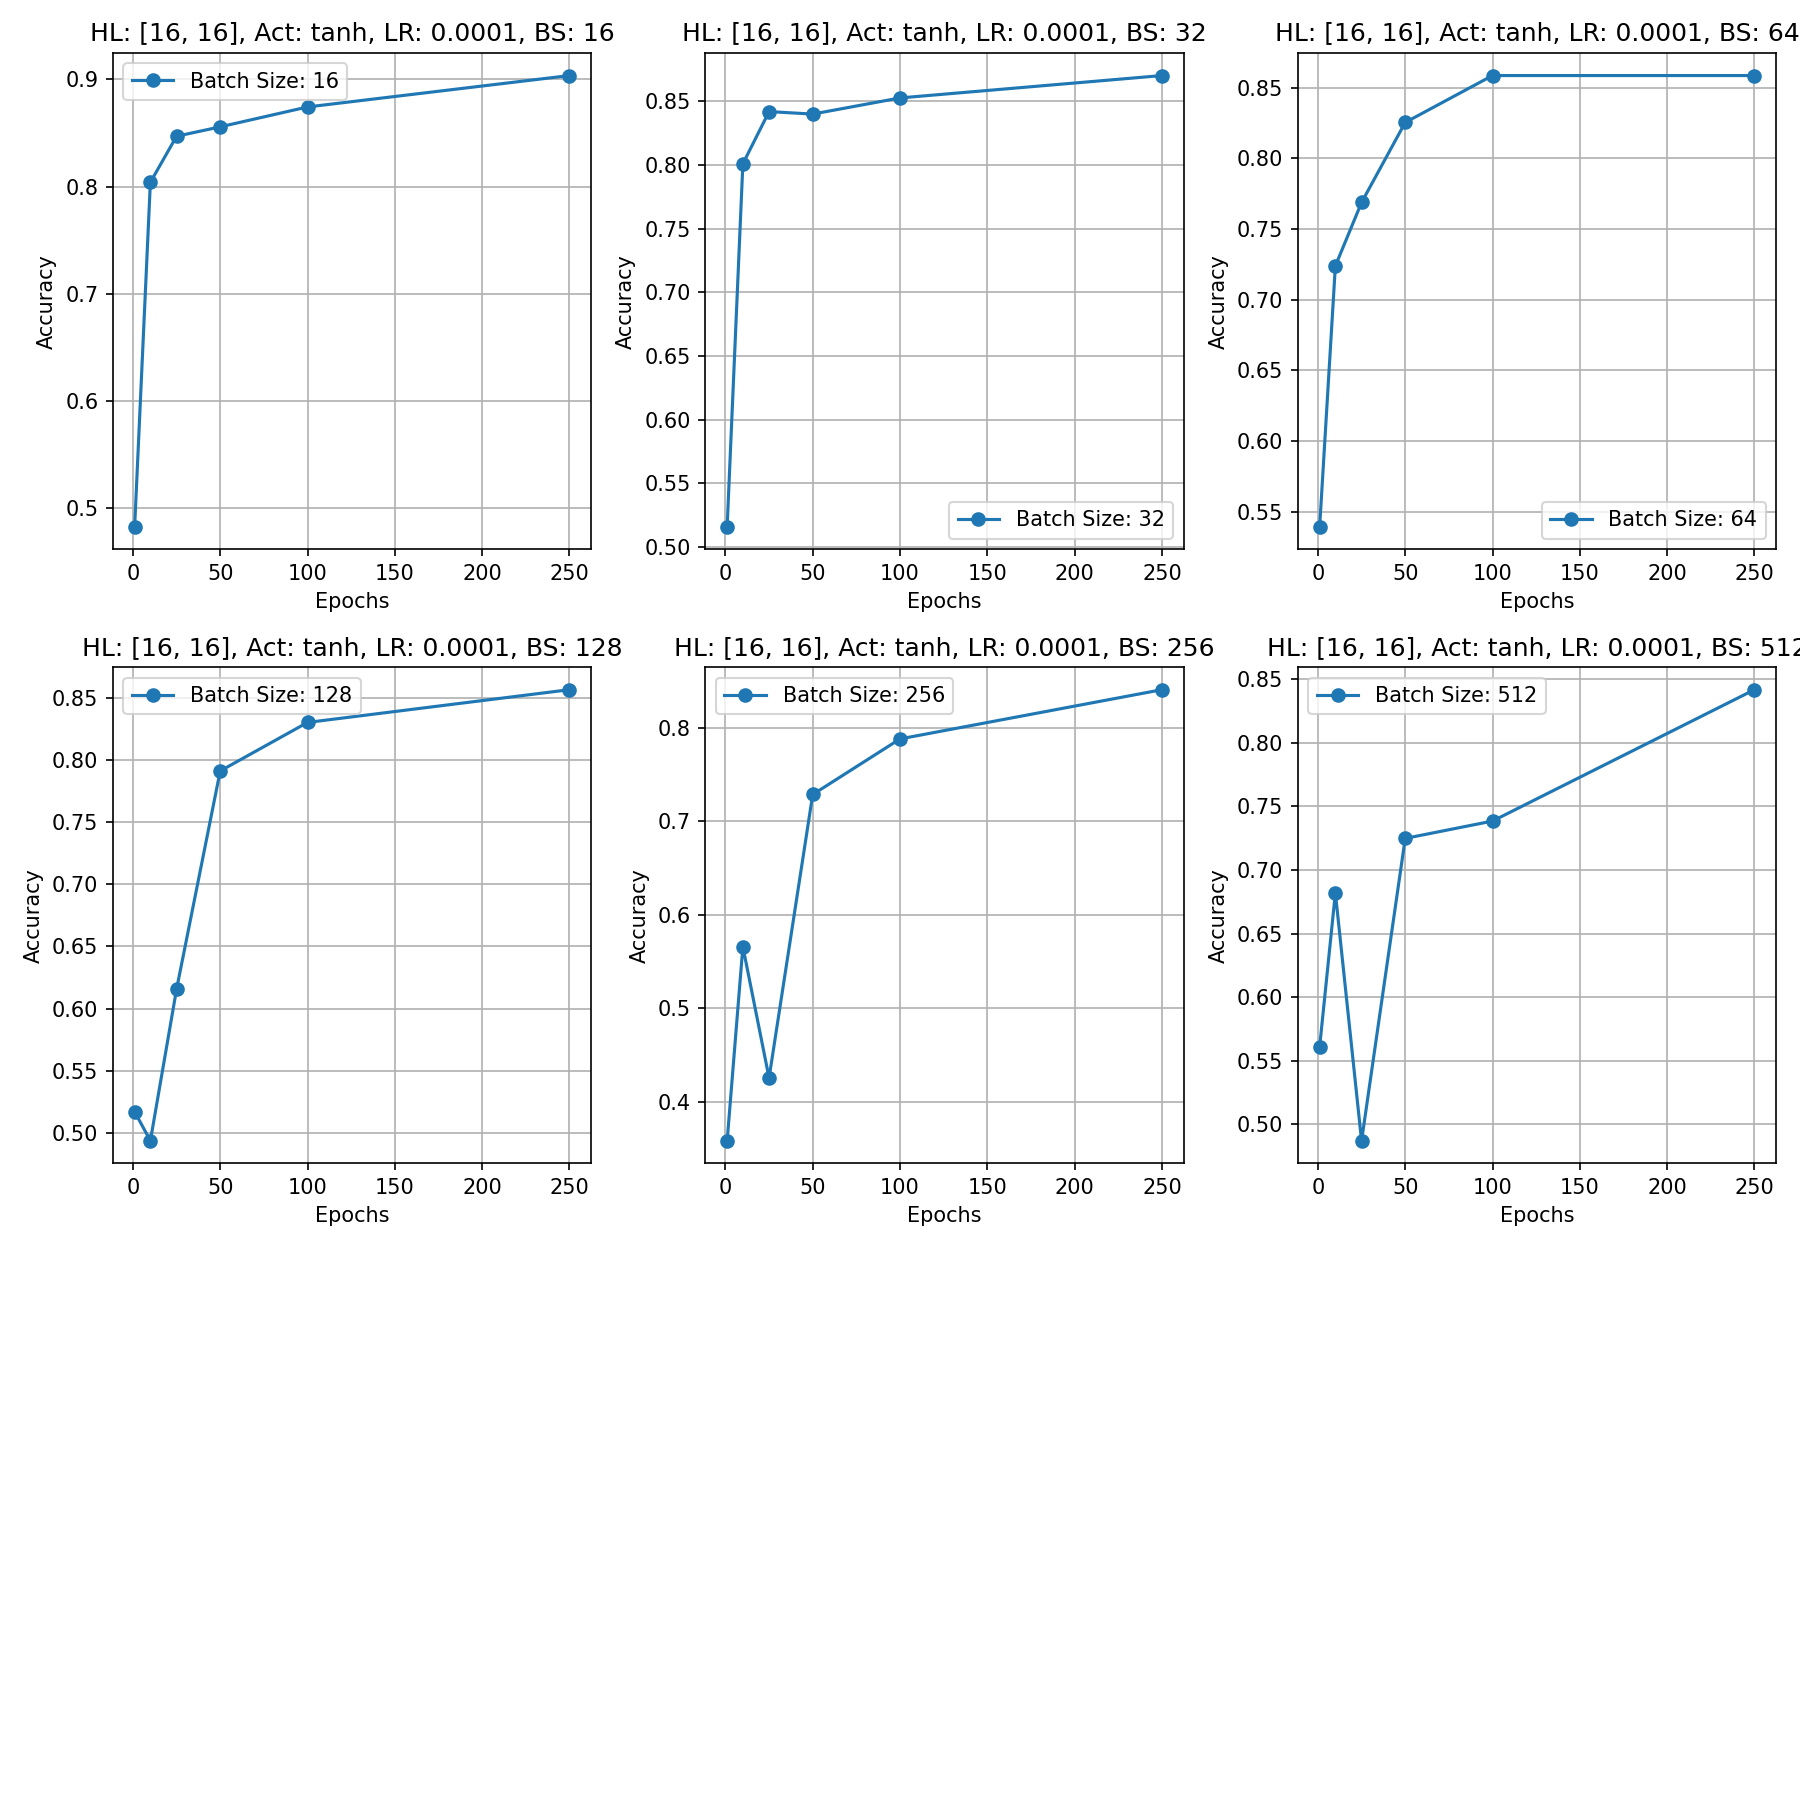 HL: [16, 16], Act: tanh, LR: 0.0001, BS: 16
Batch Size: 16
Accuracy
0.9
0.8
0.7
0.6
0.5
0 50 100 150 200 250
Epochs
HL: [16, 16], Act: tanh, LR: 0.0001, BS: 32
Batch Size: 32
Accuracy
0.85
0.80
0.75
0.70
0.65
0.60
0.55
0.50
0 50 100 150 200 250
Epochs
HL: [16, 16], Act: tanh, LR: 0.0001, BS: 64
Batch Size: 64
Accuracy
0.85
0.80
0.75
0.70
0.65
0.60
0.55
0 50 100 150 200 250
Epochs
HL: [16, 16], Act: tanh, LR: 0.0001, BS: 128
Batch Size: 128
Accuracy
0.85
0.80
0.75
0.70
0.65
0.60
0.55
0.50
0 50 100 150 200 250
Epochs
HL: [16, 16], Act: tanh, LR: 0.0001, BS: 256
Batch Size: 256
Accuracy
0.8
0.7
0.6
0.5
0.4
0 50 100 150 200 250
Epochs
HL: [16, 16], Act: tanh, LR: 0.0001, BS: 512
Batch Size: 512
Accuracy
0.85
0.80
0.75
0.70
0.65
0.60
0.55
0.50
0 50 100 150 200 250
Epochs